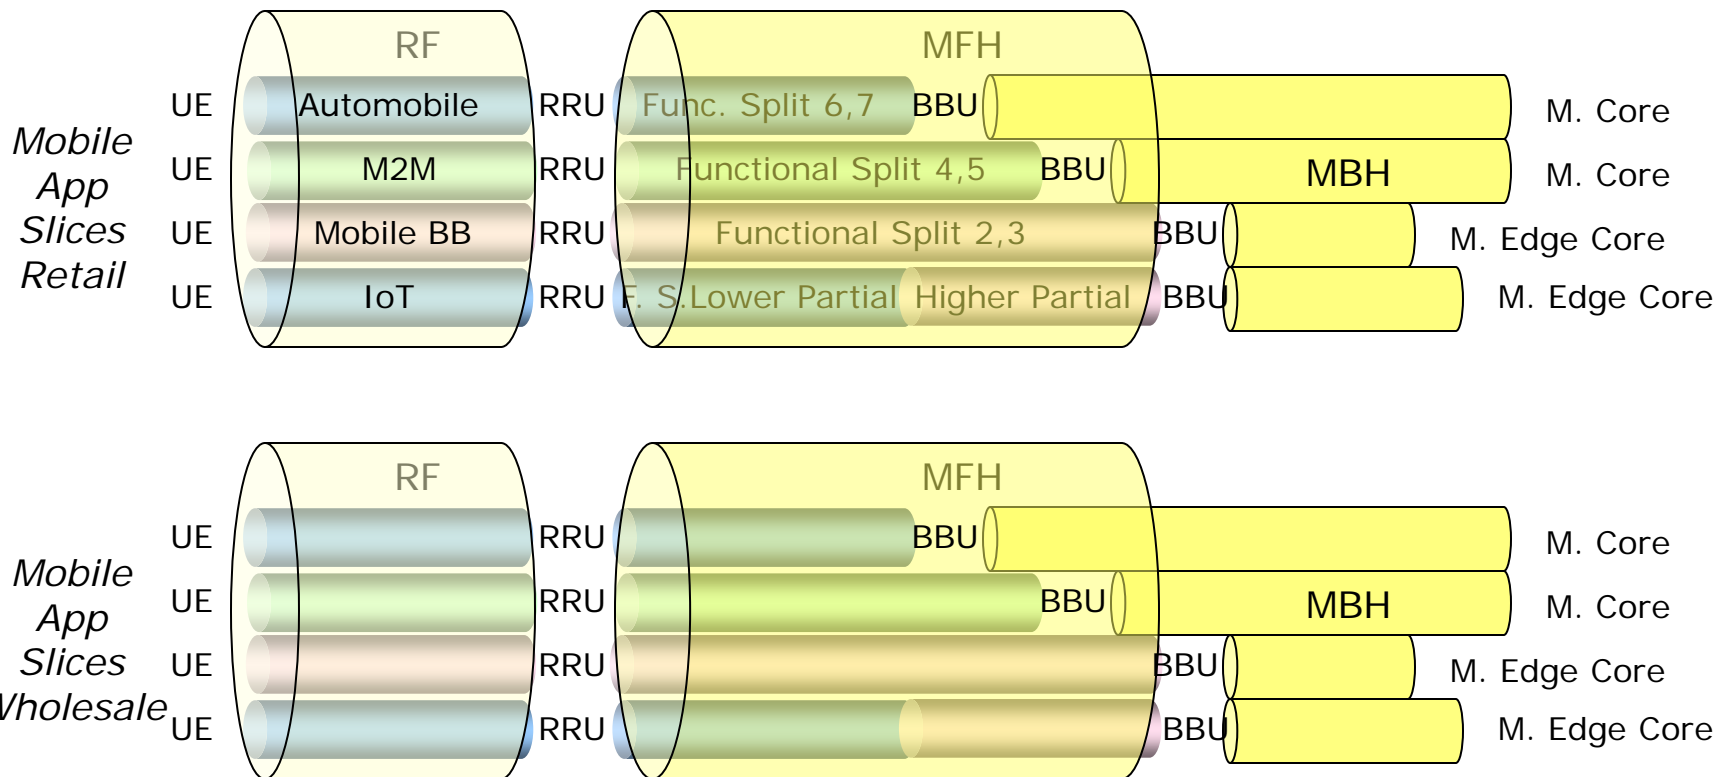 RF MFH
UE Automobile RRU Func. Split 6,7 BBU M. Core
UE M2M RRU Functional Split 4,5 BBU MBH M. Core
UE Mobile BB RRU Functional Split 2,3 BBU M. Edge Core
UE IoT RRU F. S.Lower Partial Higher Partial BBU M. Edge Core
Mobile
App
Slices
Retail
RF MFH
UE RRU BBU M. Core
UE RRU BBU MBH M. Core
UE RRU BBU M. Edge Core
UE RRU BBU M. Edge Core
Mobile
App
Slices
Wholesale